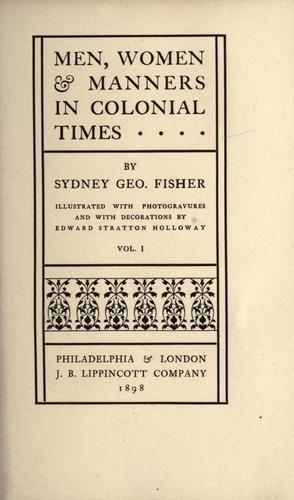 MEN, WOMEN
& MANNERS
IN COLONIAL
TIMES • • • •
BY
SYDNEY GEO. FISHER
ILLUSTRATED WITH PHOTOGRAVURES
AND WITH DECORATIONS BY
EDWARD STRATTON HOLLOWAY
VOL. I
PHILADELPHIA & LONDON
J. B. LIPPINCOTT COMPANY
1898